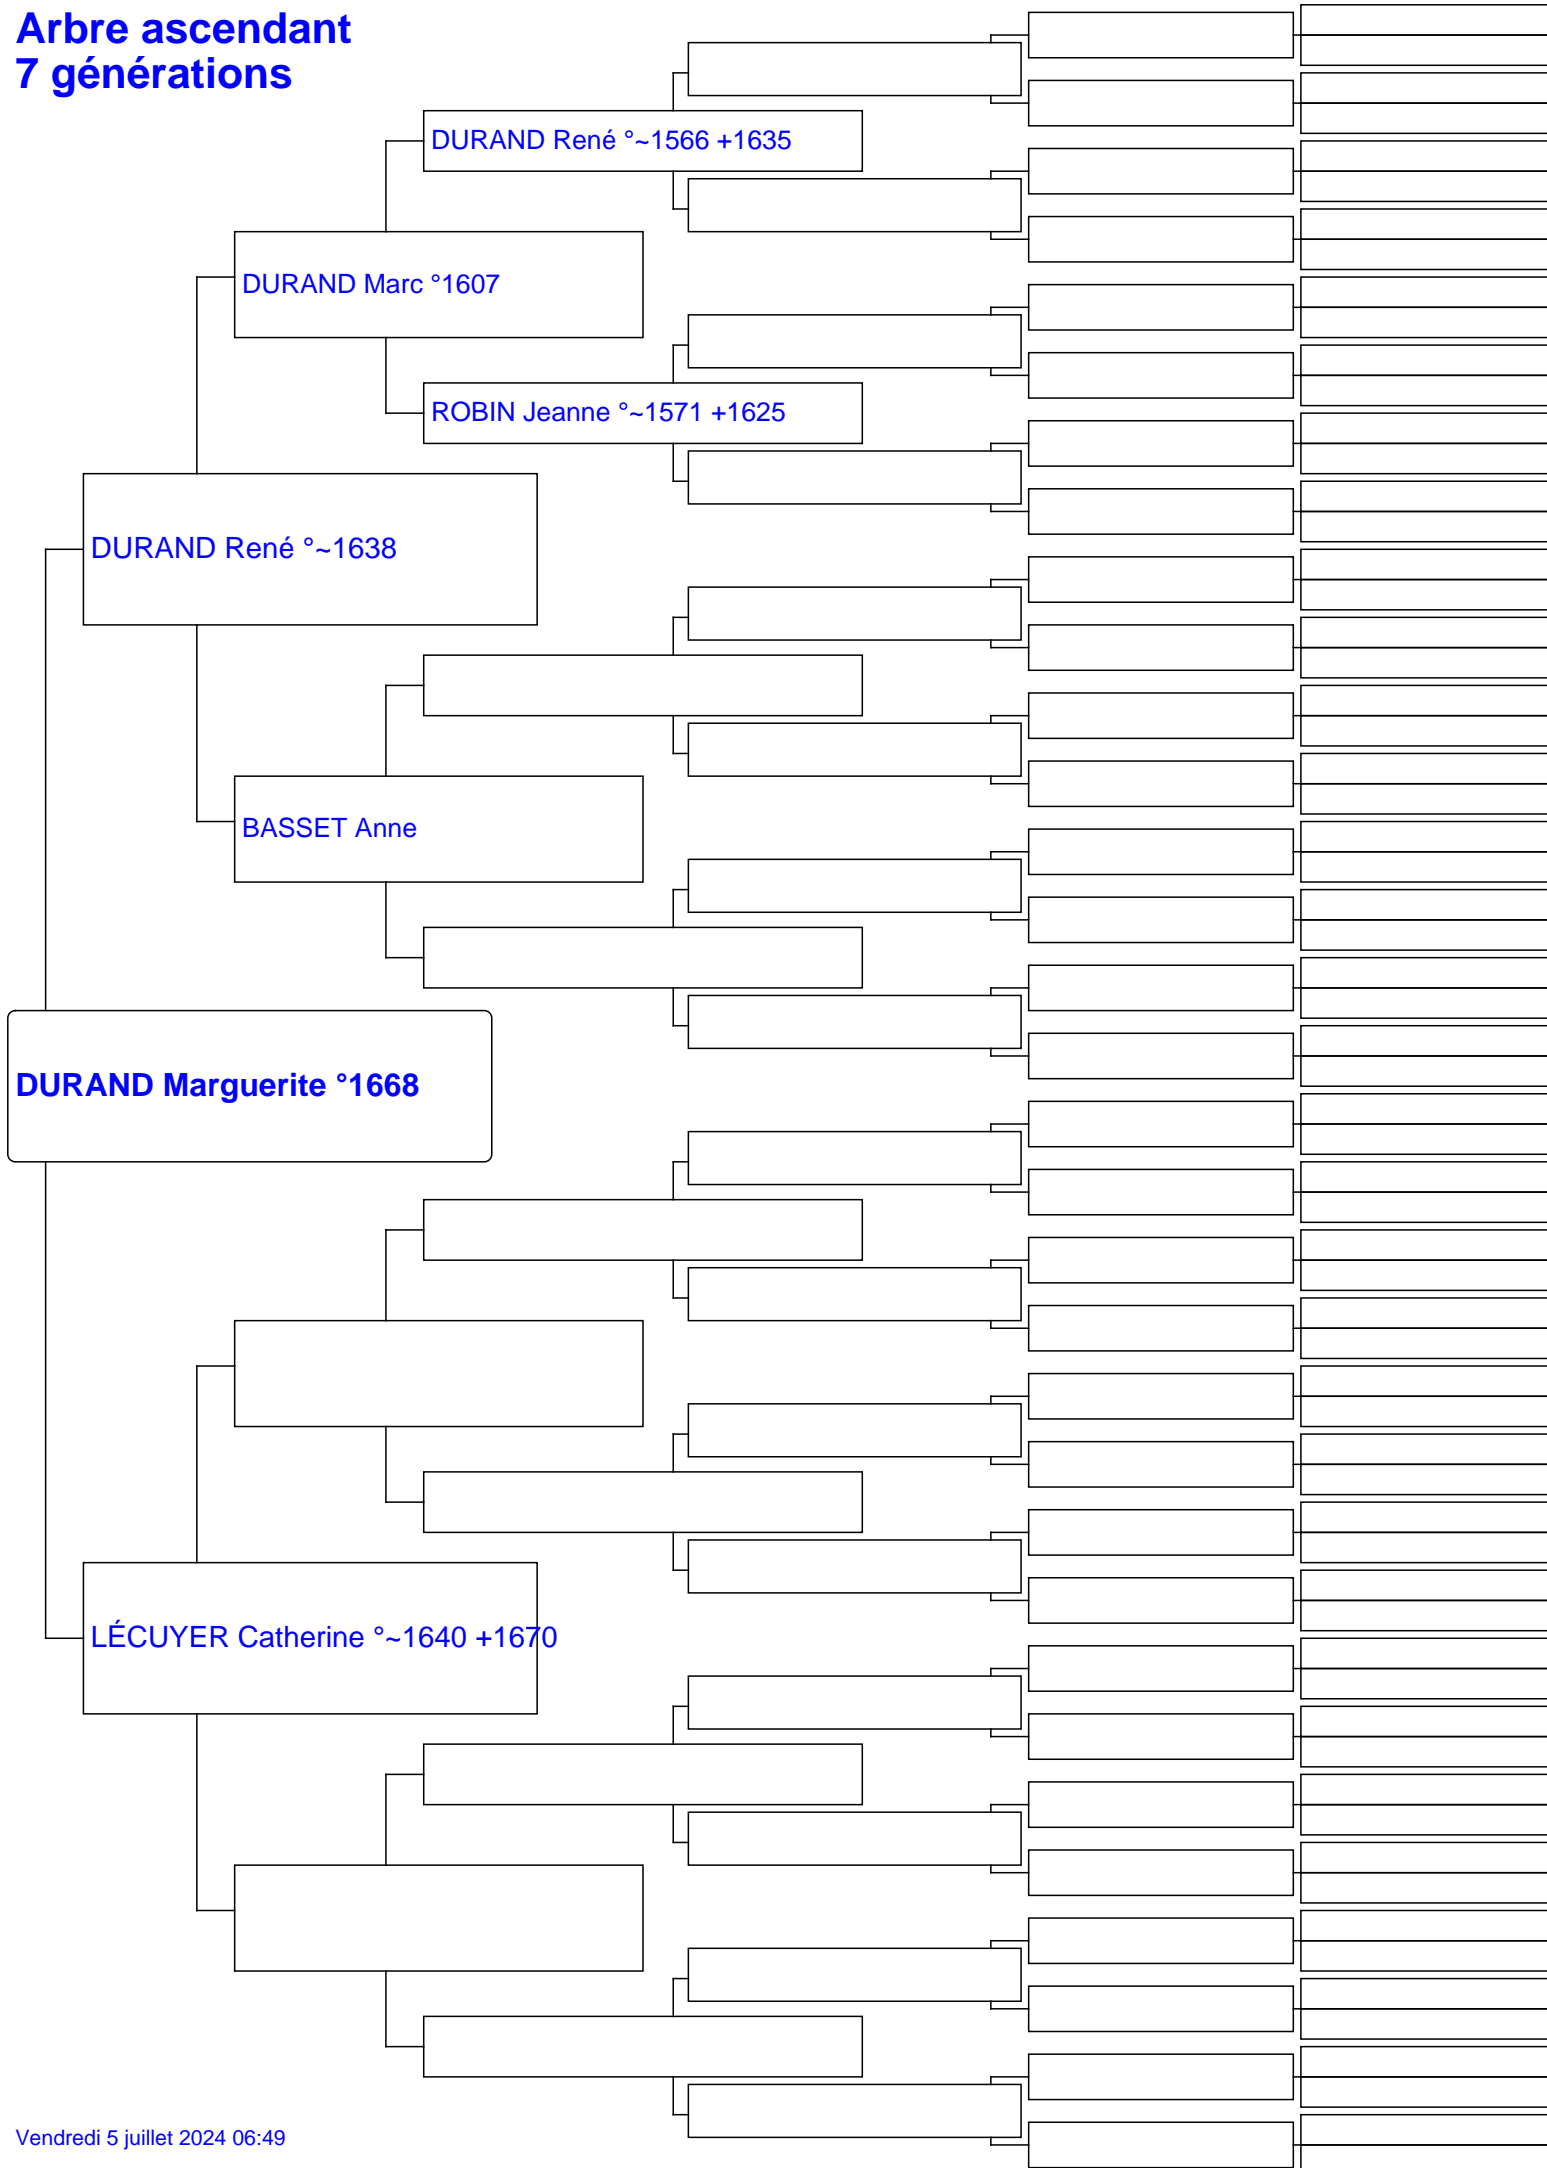 Arbre ascendant
7 générations
DURAND René °~1566 +1635
DURAND Marc °1607
ROBIN Jeanne °~1571 +1625
DURAND René °~1638
BASSET Anne
DURAND Marguerite °1668
LÉCUYER Catherine °~1640 +1670
Vendredi 5 juillet 2024 06:49